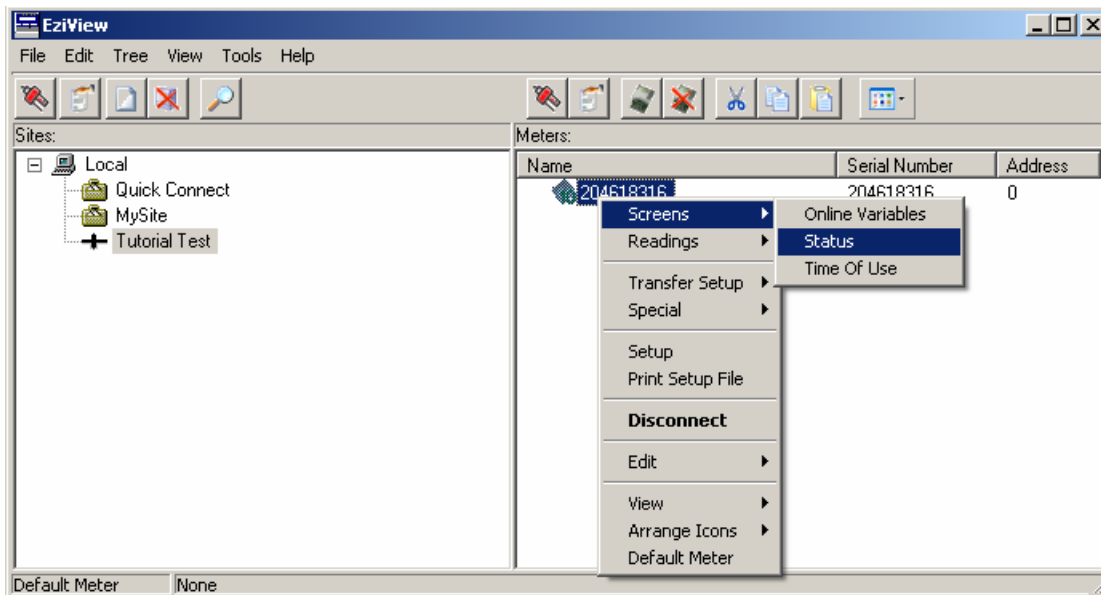 EziView
File Edit Tree View Tools Help
Sites:
Meters:
Local
Quick Connect
MySite
Tutorial Test
Name Serial Number Address
204618316 204618316 0
Screens
Readings
Transfer Setup
Special
Setup
Print Setup File
Disconnect
Edit
View
Arrange Icons
Default Meter
Online Variables
Status
Time Of Use
Default Meter None